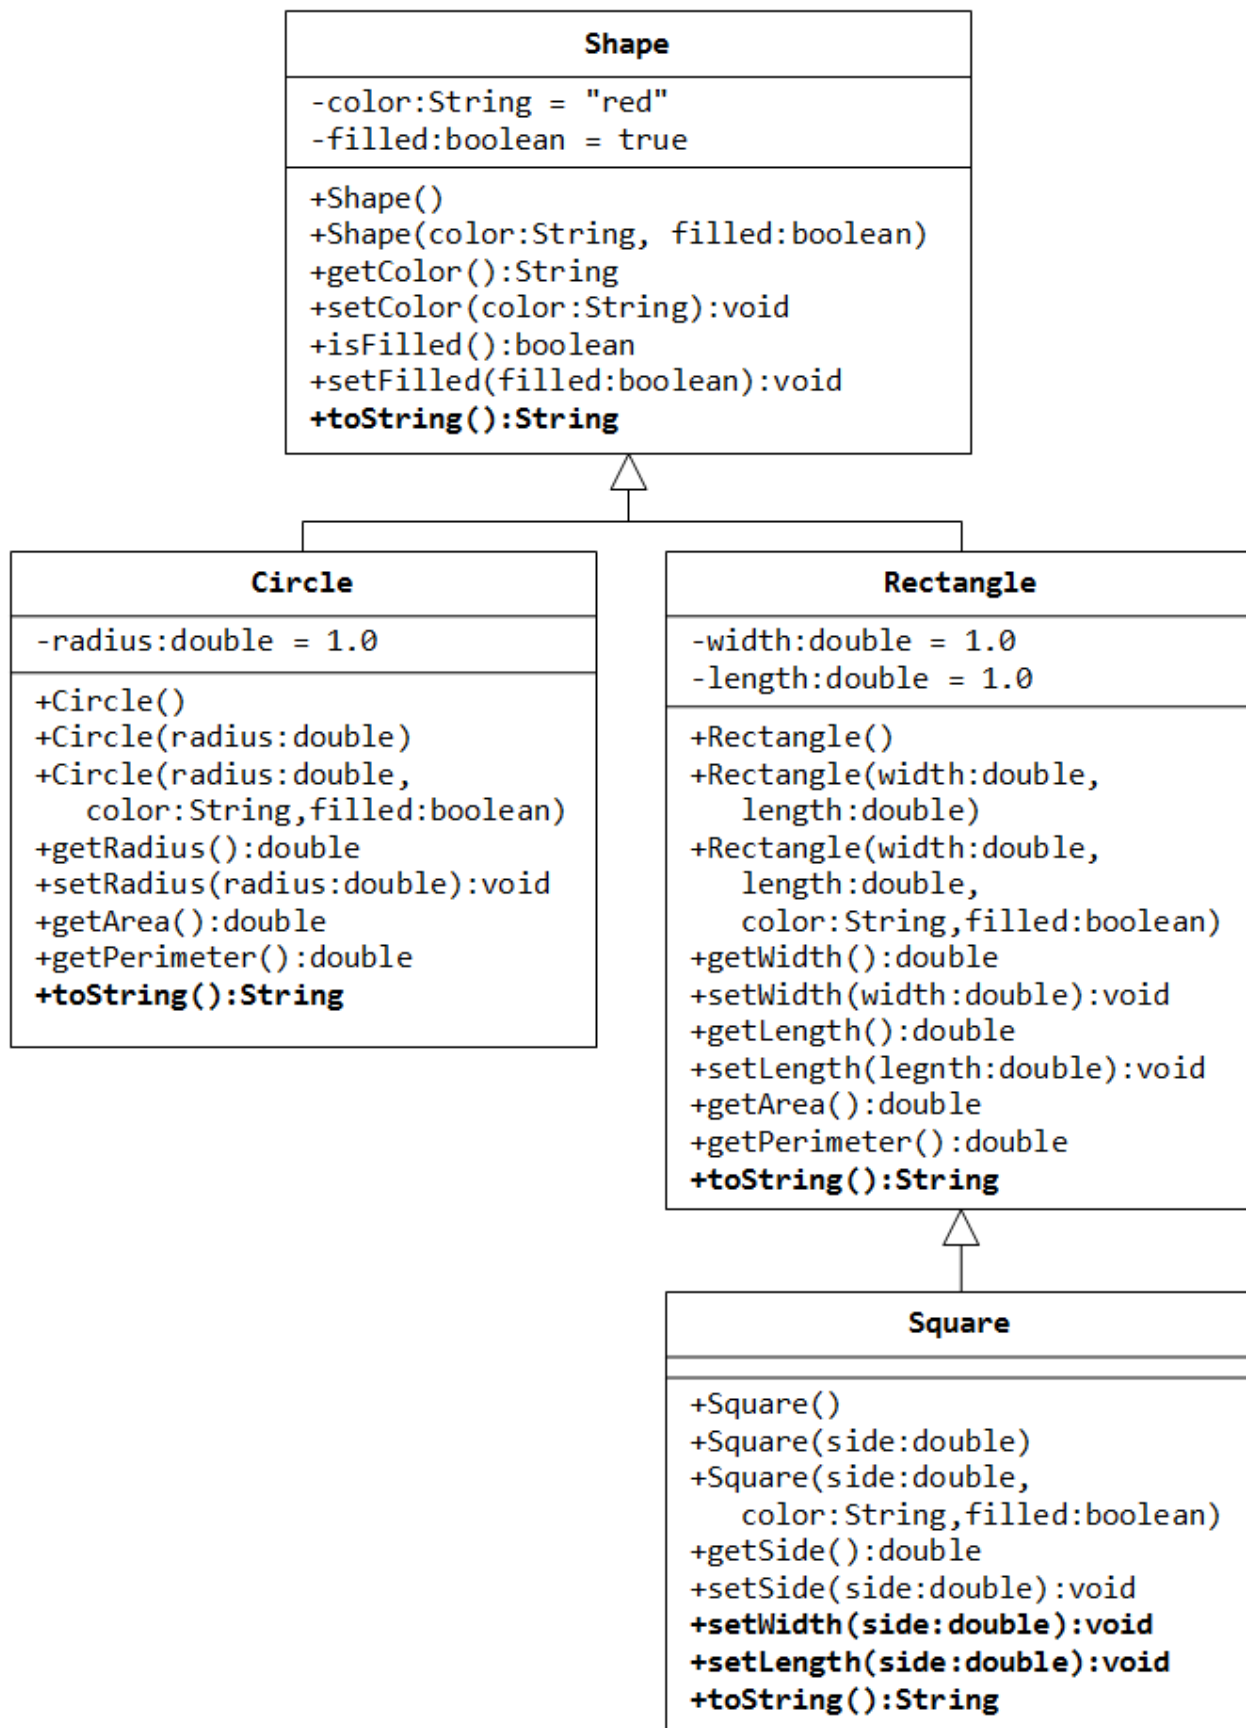 Shape
-color:String = "red"
-filled:boolean = true
+Shape()
+Shape(color:String, filled:boolean)
+getColor():String
+setColor(color:String):void
+isFilled():boolean
+setFilled(filled:boolean):void
+toString():String
Circle
-radius:double = 1.0
+Circle()
+Circle(radius:double)
+Circle(radius:double,
color:String,filled:boolean)
+getRadius():double
+setRadius(radius:double):void
+getArea():double
+getPerimeter():double
+toString():String
Rectangle
-width:double = 1.0
-length:double = 1.0
+Rectangle()
+Rectangle(width:double,
length:double)
+Rectangle(width:double,
length:double,
color:String,filled:boolean)
+getWidth():double
+setWidth(width:double):void
+getLength():double
+setLength(legnth:double):void
+getArea():double
+getPerimeter():double
+toString():String
Square
+Square()
+Square(side:double)
+Square(side:double,
color:String,filled:boolean)
+getSide():double
+setSide(side:double):void
+setWidth(side:double):void
+setLength(side:double):void
+toString():String